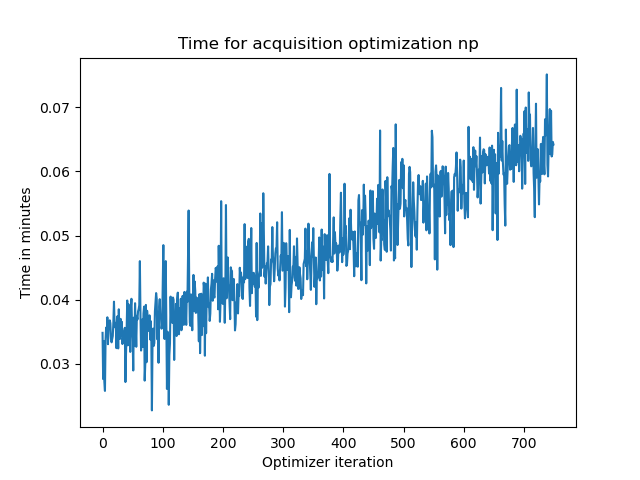 Time for acquisition optimization np
0.07
0.06
0.05
0.04
0.03
Time in minutes
0 100 200 300 400 500 600 700
Optimizer iteration